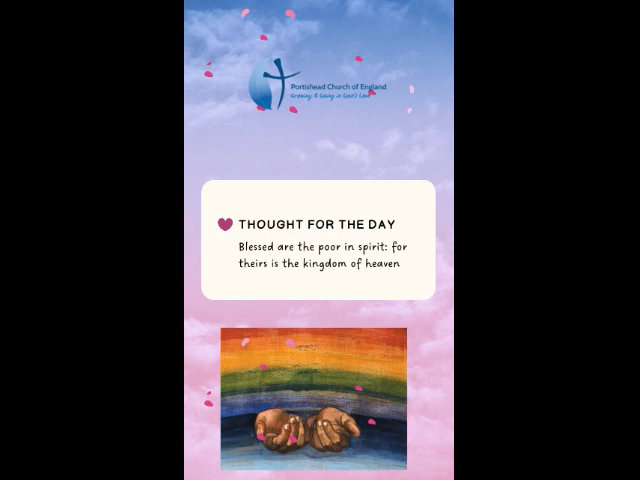 Portishead Church of England
Growing & Going in God's Love
THOUGHT FOR THE DAY
Blessed are the poor in spirit: for
theirs is the kingdom of heaven